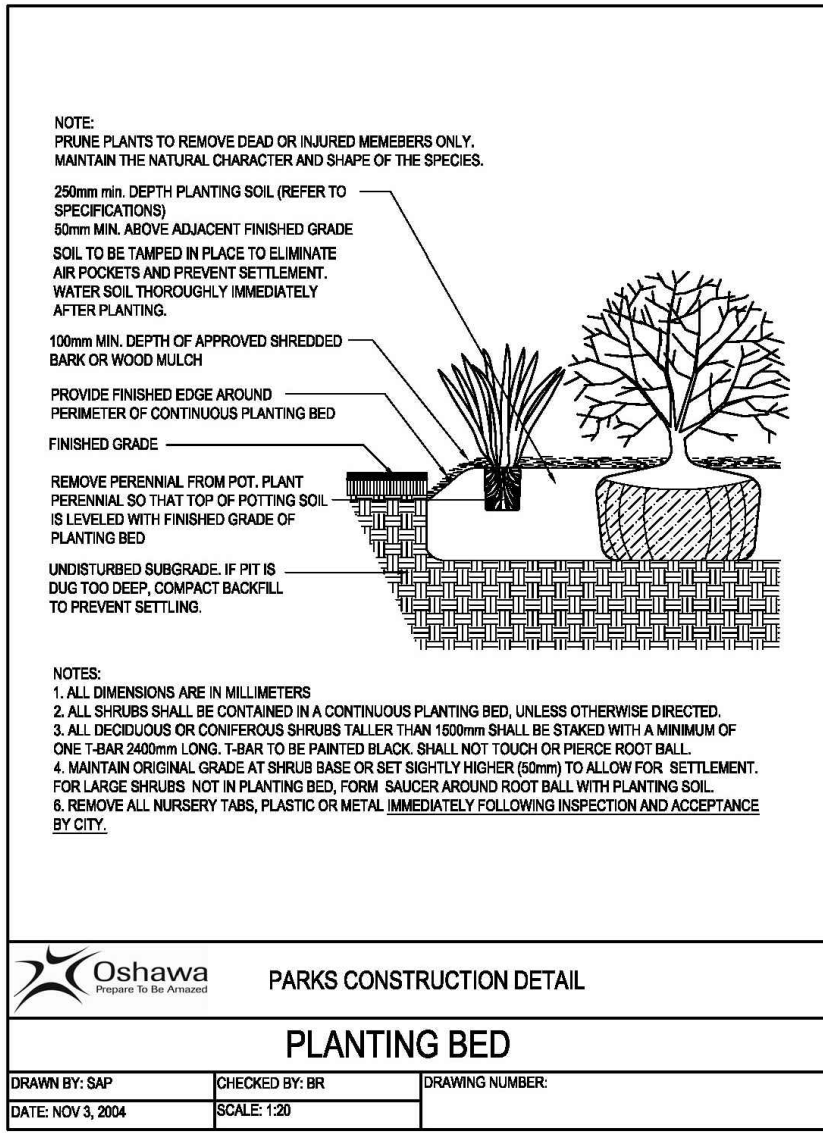 NOTE:
PRUNE PLANTS TO REMOVE DEAD OR INJURED MEMEBERS ONLY.
MAINTAIN THE NATURAL CHARACTER AND SHAPE OF THE SPECIES.
250mm min. DEPTH PLANTING SOIL (REFER TO
SPECIFICATIONS)
50mm MIN. ABOVE ADJACENT FINISHED GRADE
SOIL TO BE TAMPED IN PLACE TO ELIMINATE
AIR POCKETS AND PREVENT SETTLEMENT.
WATER SOIL THOROUGHLY IMMEDIATELY
AFTER PLANTING.
100mm MIN. DEPTH OF APPROVED SHREDDED
BARK OR WOOD MULCH
PROVIDE FINISHED EDGE AROUND
PERIMETER OF CONTINUOUS PLANTING BED
FINISHED GRADE
REMOVE PERENNIAL FROM POT. PLANT
PERENNIAL SO THAT TOP OF POTTING SOIL
IS LEVELED WITH FINISHED GRADE OF
PLANTING BED
UNDISTURBED SUBGRADE. IF PIT IS
DUG TOO DEEP, COMPACT BACKFILL
TO PREVENT SETTLING.
NOTES:
1. ALL DIMENSIONS ARE IN MILLIMETERS
2. ALL SHRUBS SHALL BE CONTAINED IN A CONTINUOUS PLANTING BED, UNLESS OTHERWISE DIRECTED.
3. ALL DECIDUOUS OR CONIFEROUS SHRUBS TALLER THAN 1500mm SHALL BE STAKED WITH A MINIMUM OF
ONE T-BAR 2400mm LONG. T-BAR TO BE PAINTED BLACK. SHALL NOT TOUCH OR PIERCE ROOT BALL.
4. MAINTAIN ORIGINAL GRADE AT SHRUB BASE OR SET SIGHTLY HIGHER (50mm) TO ALLOW FOR SETTLEMENT.
FOR LARGE SHRUBS NOT IN PLANTING BED, FORM SAUCER AROUND ROOT BALL WITH PLANTING SOIL.
6. REMOVE ALL NURSERY TABS, PLASTIC OR METAL IMMEDIATELY FOLLOWING INSPECTION AND ACCEPTANCE
BY CITY.
Oshawa
Prepare To Be Amazed
PARKS CONSTRUCTION DETAIL
PLANTING BED
DRAWN BY: SAP
CHECKED BY: BR
DRAWING NUMBER:
DATE: NOV 3, 2004
SCALE: 1:20